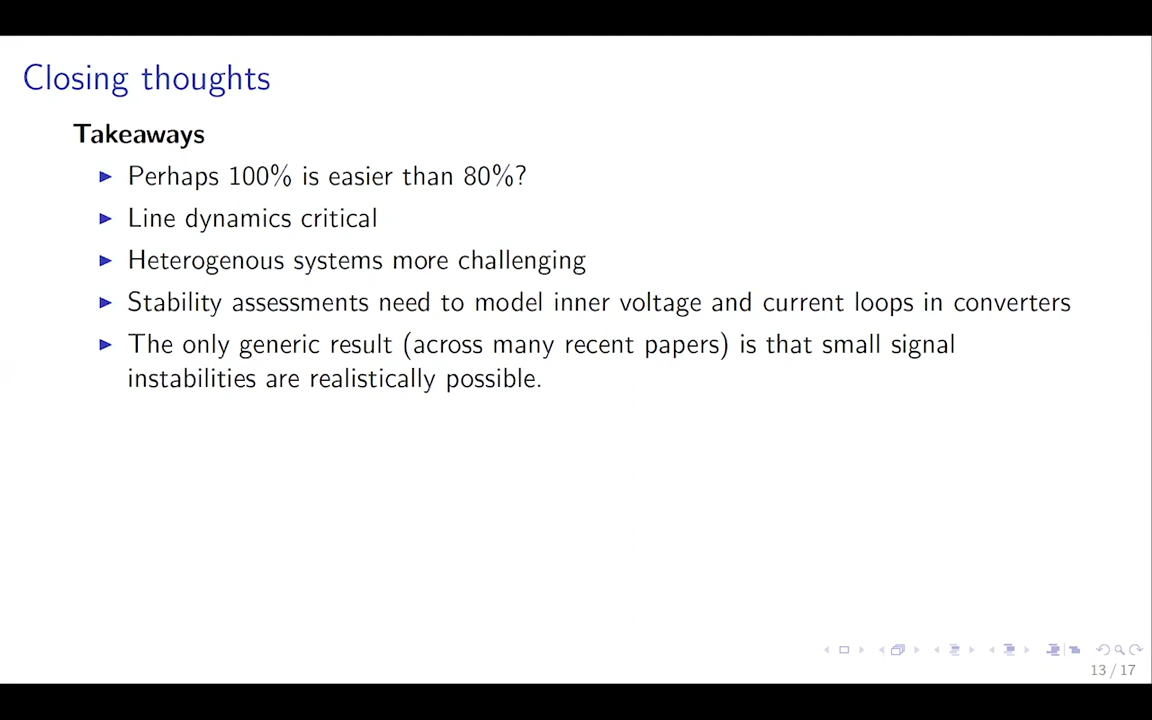 Closing thoughts
Takeaways
Perhaps 100% is easier than 80%?
Line dynamics critical
Heterogenous systems more challenging
Stability assessments need to model inner voltage and current loops in converters
The only generic result (across many recent papers) is that small signal
instabilities are realistically possible.
13 / 17